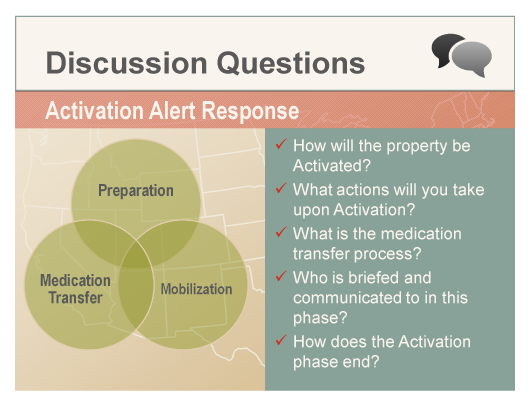 Discussion Questions
Activation Alert Response
Preparation
Medication
Transfer
Mobilization
How will the property be
Activated?
What actions will you take
upon Activation?
What is the medication
transfer process?
Who is briefed and
communicated to in this
phase?
How does the Activation
phase end?